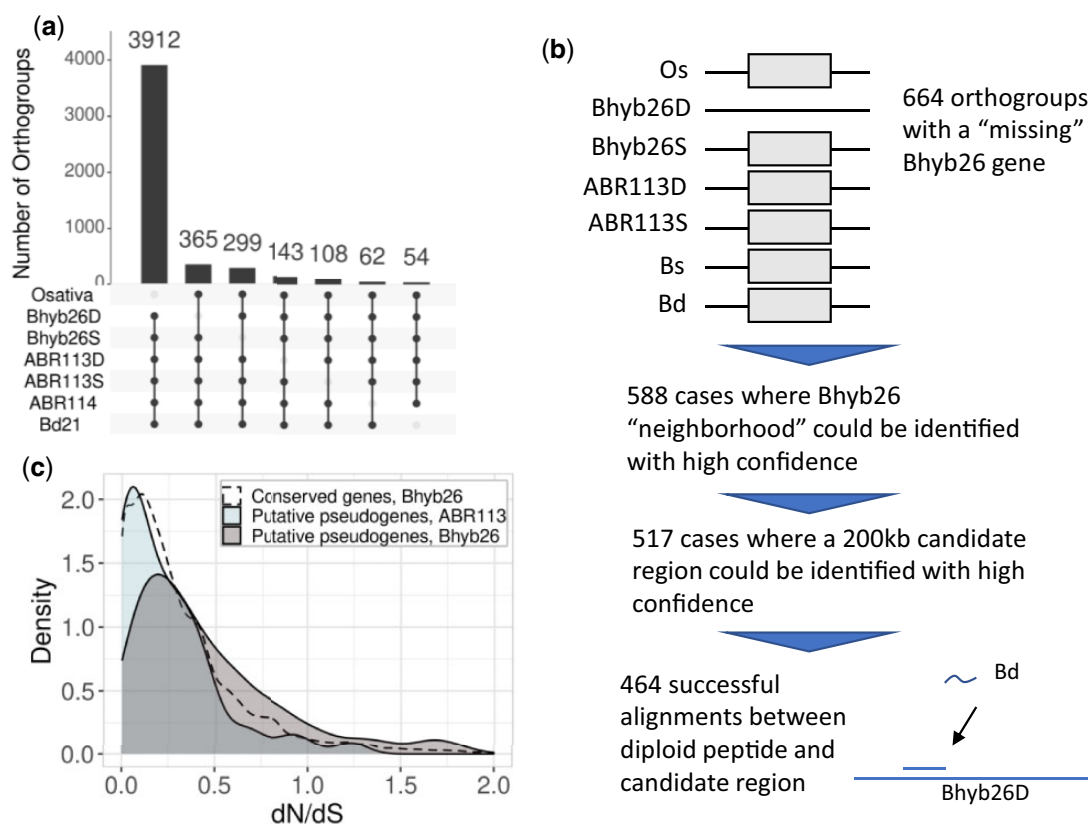 (a)
3912
4000
3000
2000
1000
0
Number of Orthogroups
365 299 143 108 62 54
Osativa
Bhyb26D
Bhyb26S
ABR113D
ABR113S
ABR114
Bd21
(b)
Os
Bhyb26D
Bhyb26S
ABR113D
ABR113S
Bs
Bd
664 orthogroups
with a “missing”
Bhyb26 gene
588 cases where Bhyb26
“neighborhood” could be identified
with high confidence
517 cases where a 200kb candidate
region could be identified with high
confidence
464 successful
alignments between
diploid peptide and
candidate region
Bd
Bhyb26D
(c)
Conserved genes, Bhyb26
Putative pseudogenes, ABR113
Putative pseudogenes, Bhyb26
2.0
1.5
1.0
0.5
0.0
Density
0.0 0.5 1.0 1.5 2.0
dN/dS